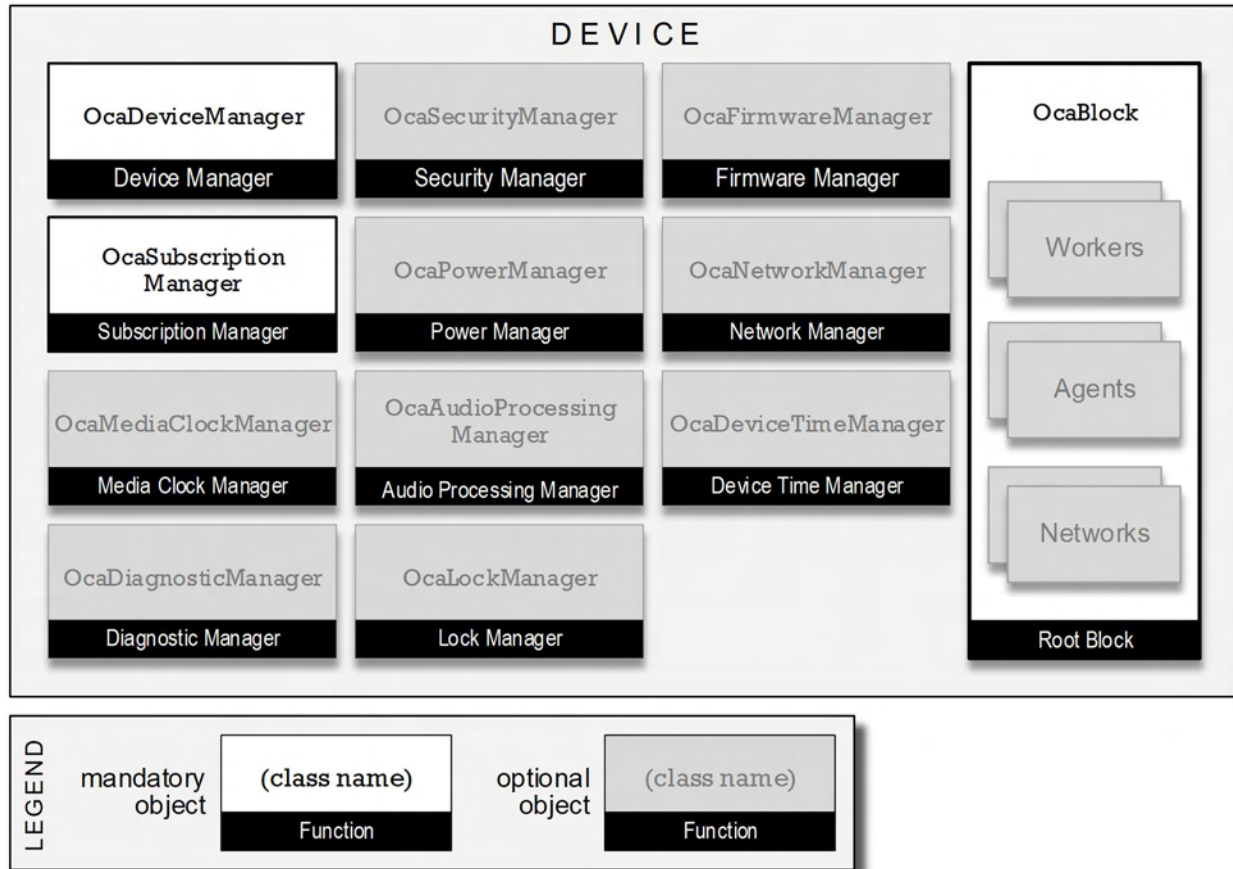 DEVICE
OcaDeviceManager
Device Manager
OcaSecurityManager
Security Manager
OcaFirmwareManager
Firmware Manager
OcaSubscription
Manager
Subscription Manager
OcaPowerManager
Power Manager
OcaNetworkManager
Network Manager
OcaMediaClockManager
Media Clock Manager
OcaAudioProcessing
Manager
Audio Processing Manager
OcaDeviceTimeManager
Device Time Manager
OcaDiagnosticManager
Diagnostic Manager
OcaLockManager
Lock Manager
OcaBlock
Workers
Agents
Networks
Root Block
LEGEND
mandatory
object
(class name)
Function
optional
object
(class name)
Function